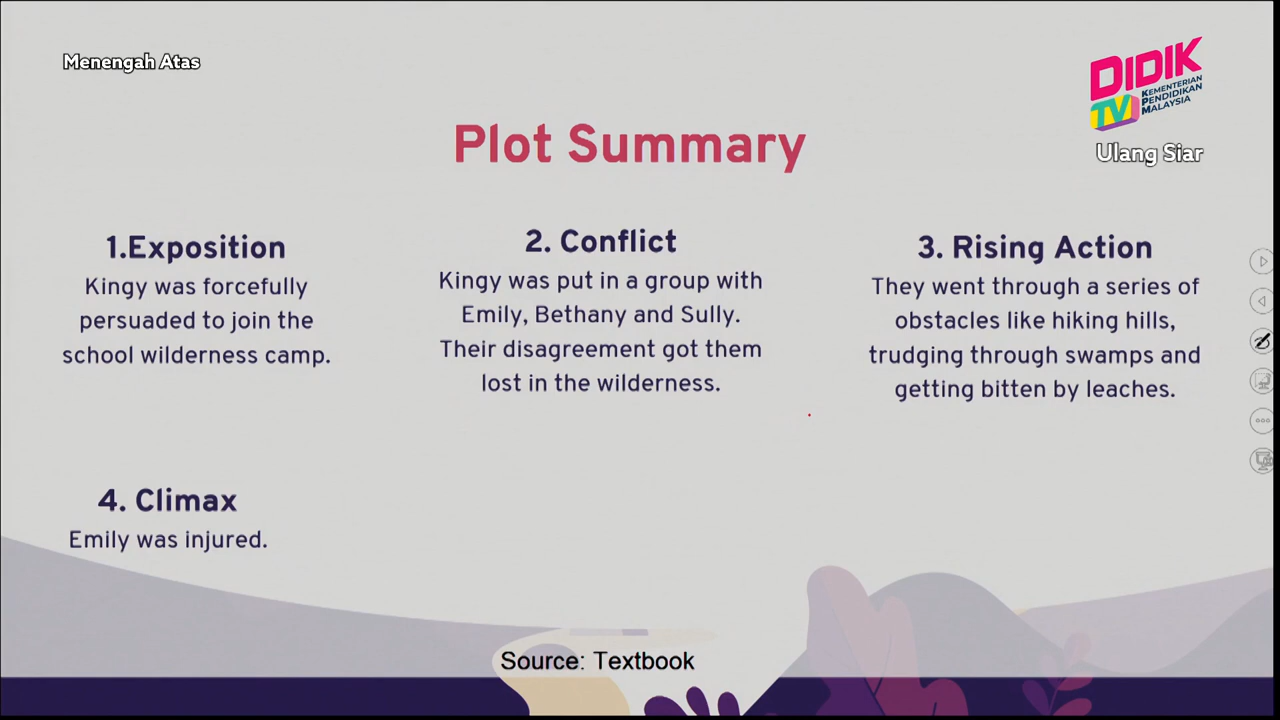 Menengah Atas
DIDIK
TV
KEMENTERIAN
PENDIDIKAN
MALAYSIA
Ulang Siar
Plot Summary
1.Exposition
Kingy was forcefully
persuaded to join the
school wilderness camp.
2. Conflict
Kingy was put in a group with
Emily, Bethany and Sully.
Their disagreement got them
lost in the wilderness.
3. Rising Action
They went through a series of
obstacles like hiking hills,
trudging through swamps and
getting bitten by leaches.
4. Climax
Emily was injured.
Source: Textbook